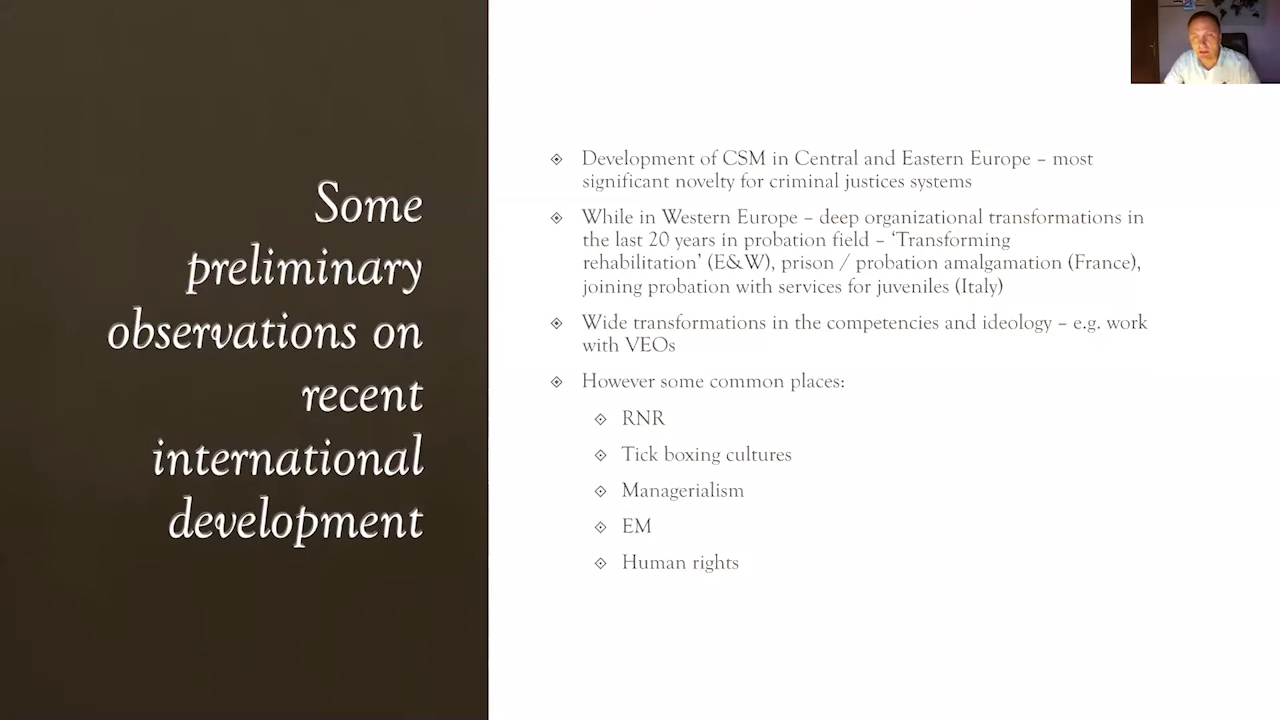 Some
preliminary
observations on
recent
international
development
Development of CSM in Central and Eastern Europe – most
significant novelty for criminal justices systems
While in Western Europe – deep organizational transformations in
the last 20 years in probation field – ‘Transforming
rehabilitation’ (E&W), prison / probation amalgamation (France),
joining probation with services for juveniles (Italy)
Wide transformations in the competencies and ideology – e.g. work
with VEOs
However some common places:
RNR
Tick boxing cultures
Managerialism
EM
Human rights